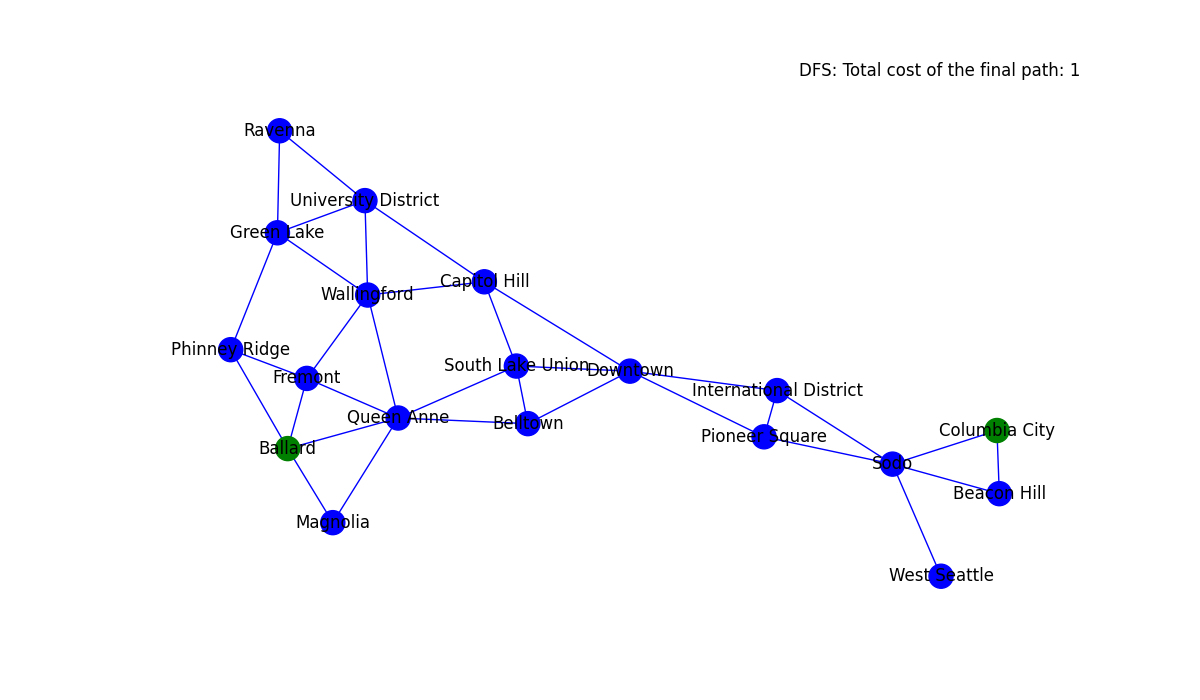 DFS: Total cost of the final path: 1
Ravenna
University District
Green Lake
Capitol Hill
Wallingford
Phinney Ridge
South Lake Union
Downtown
Fremont
International District
Queen Anne
Belltown
Columbia City
Pioneer Square
Ballard
Sodo
Beacon Hill
Magnolia
West Seattle